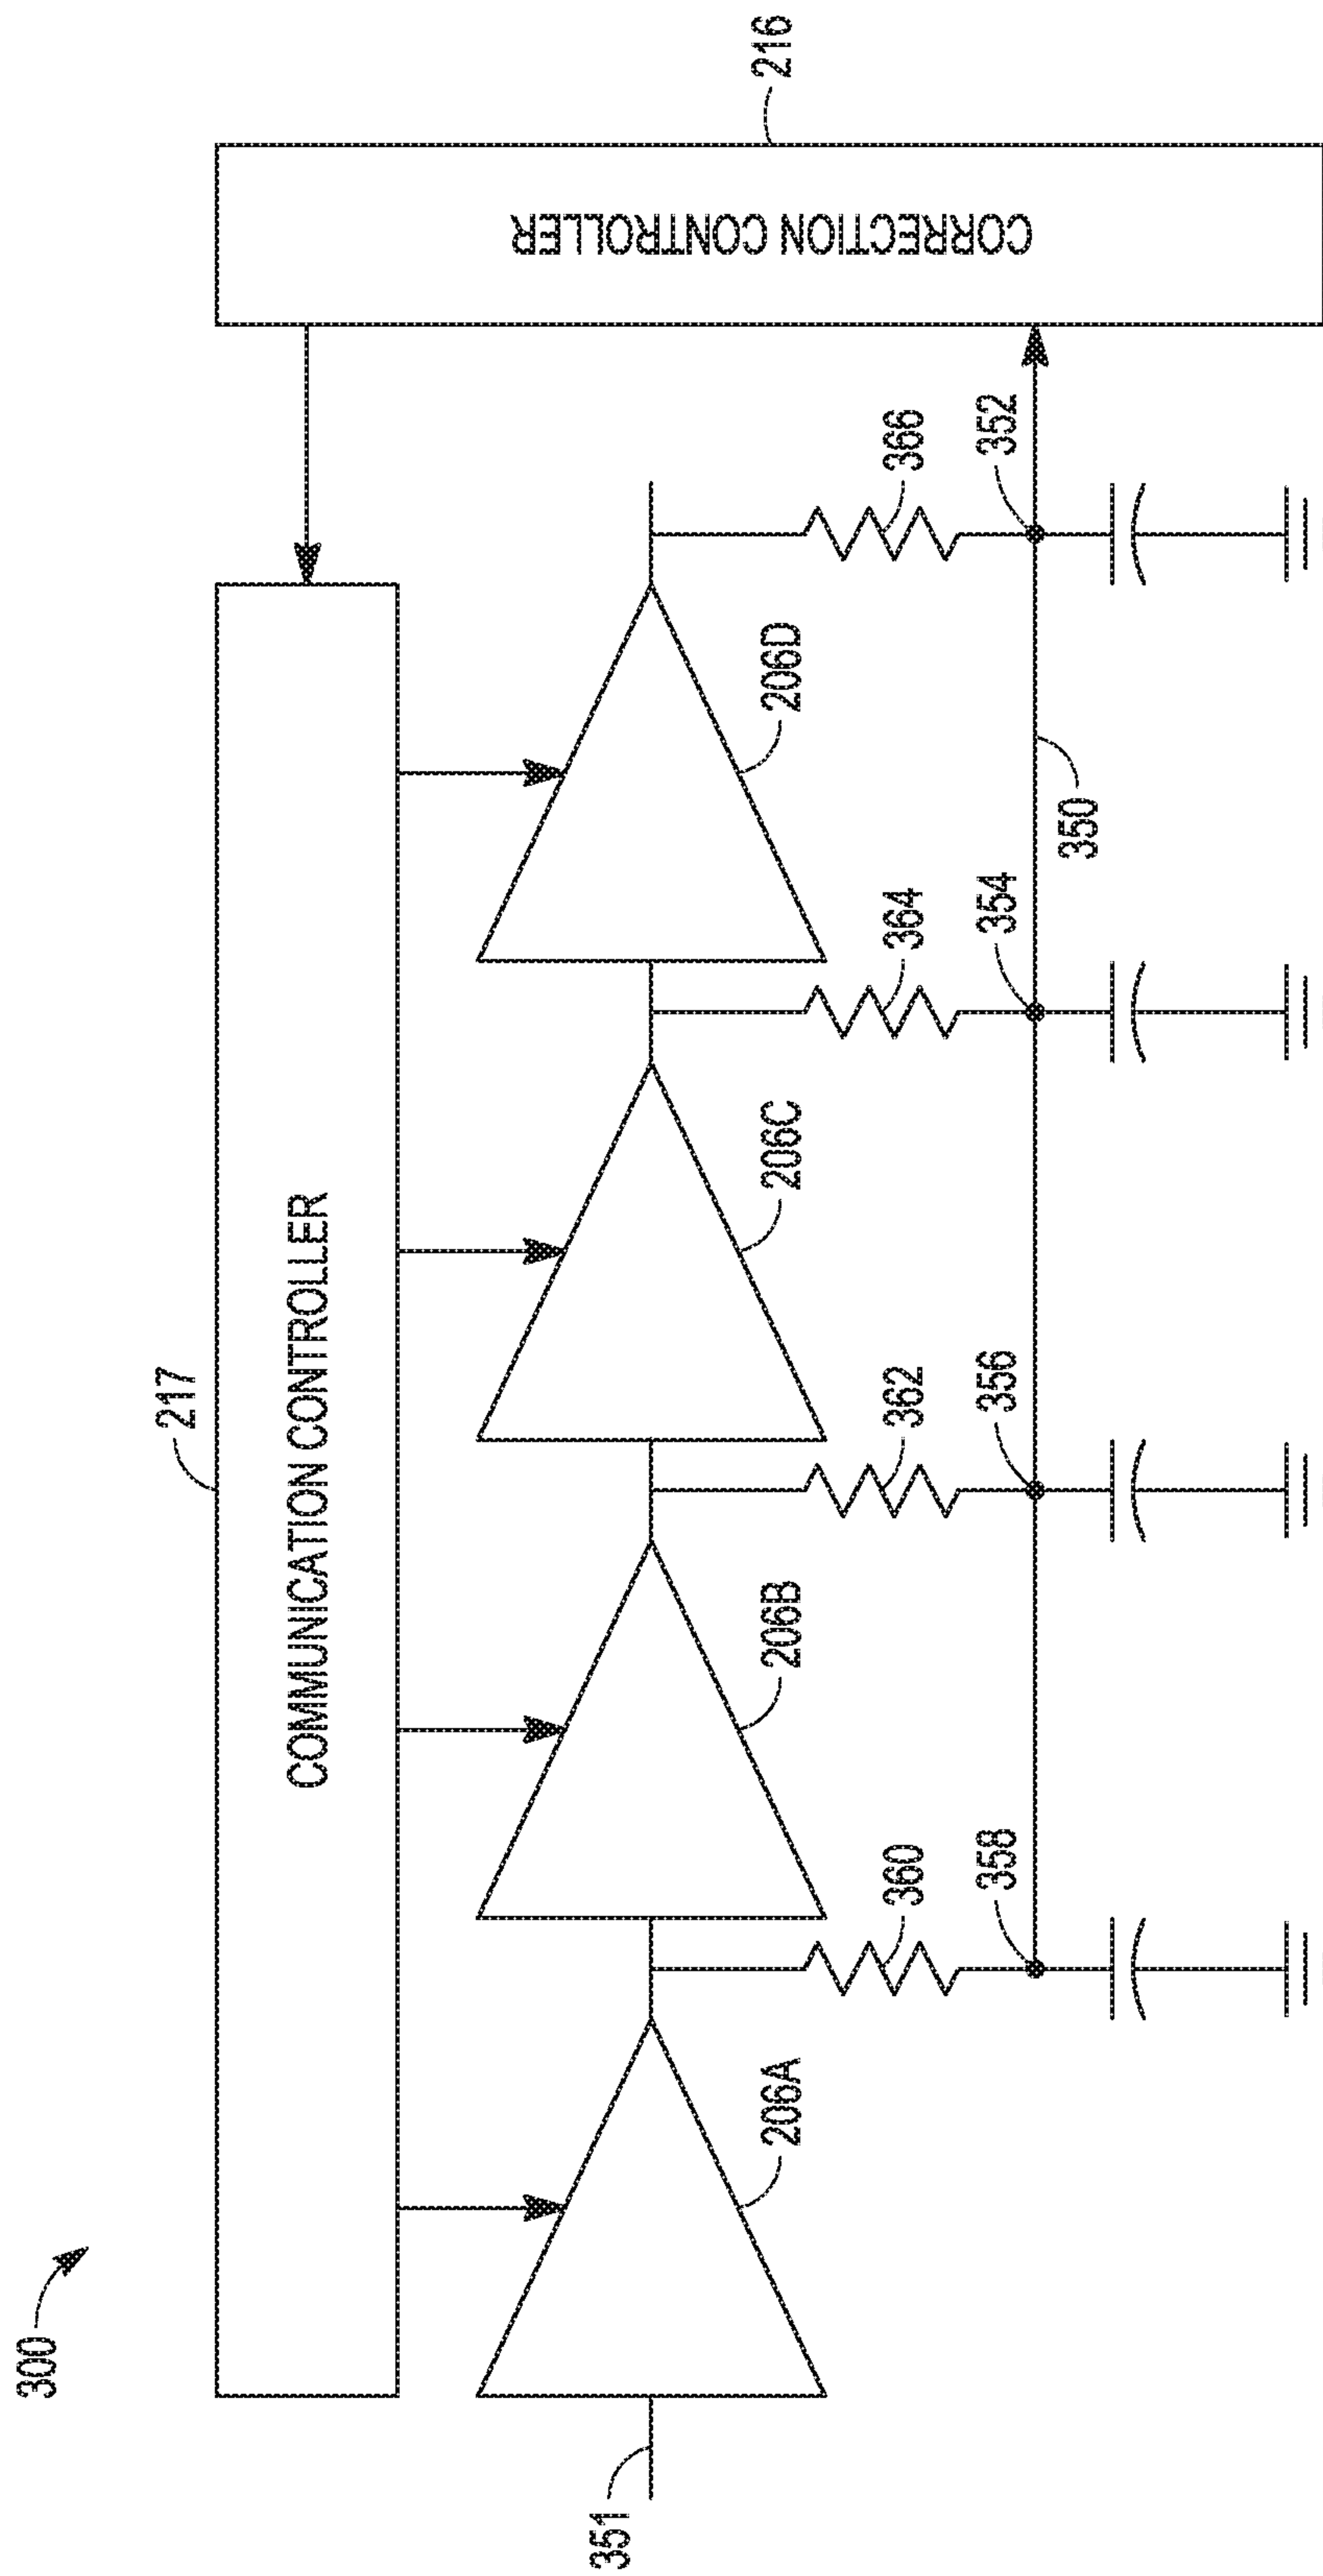 300
217
COMMUNICATION CONTROLLER
216
CORRECTION CONTROLLER
351
206A
206B
206C
206D
360
362
364
366
358
356
354
352
350